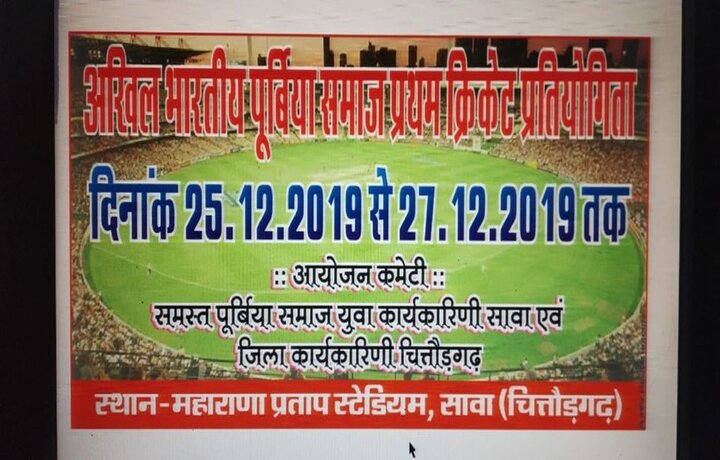 अखिल भारतीय पूर्विया समाज प्रथम क्रिकेट प्रतियोगिता
दिनांक 25.12.2019 से 27.12.2019 तक
:: आयोजन कमेटी ::
समस्त पूर्बिया समाज युवा कार्यकारिणी सावा एवं
जिला कार्यकारिणी चित्तौड़गढ़
स्थान-महाराणा प्रताप स्टेडियम, सावा (चित्तौड़गढ़)